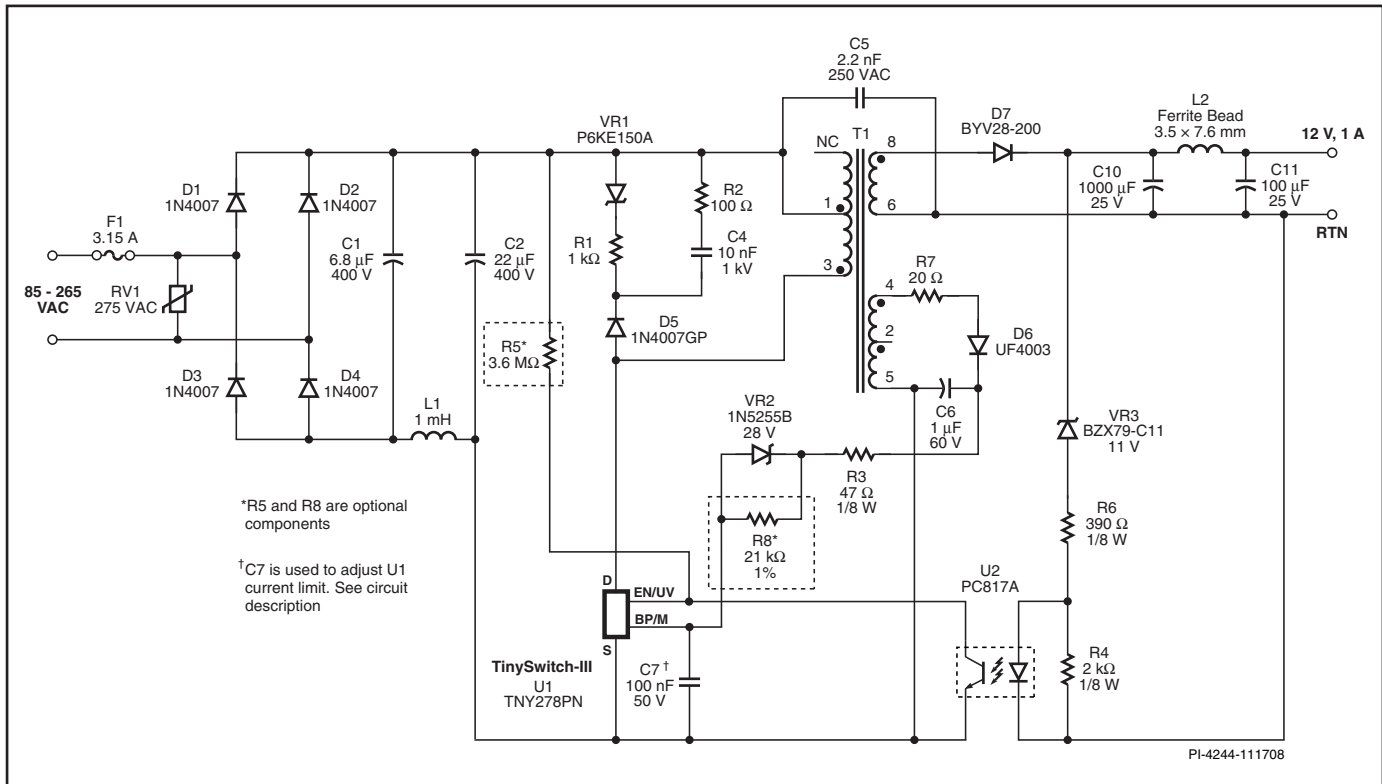 C5
2.2 nF
250 VAC
VR1
P6KE150A
D7
BYV28-200
L2
Ferrite Bead
3.5 × 7.6 mm
12 V, 1 A
NC
T1
8
D1
1N4007
D2
1N4007
R2
100 Ω
C10
1000 µF
25 V
C11
100 µF
25 V
F1
3.15 A
1
6
RTN
C1
6.8 µF
400 V
C2
22 µF
400 V
R1
1 kΩ
C4
10 nF
1 kV
3
R7
20 Ω
85 - 265
VAC
RV1
275 VAC
4
D5
1N4007GP
D6
UF4003
2
R5*
3.6 MΩ
D3
1N4007
D4
1N4007
5
L1
1 mH
VR2
1N5255B
28 V
C6
1 µF
60 V
VR3
BZX79-C11
11 V
R3
47 Ω
1/8 W
*R5 and R8 are optional
components
R8*
21 kΩ
1%
R6
390 Ω
1/8 W
†C7 is used to adjust U1
current limit. See circuit
description
D
EN/UV
BP/M
S
U2
PC817A
TinySwitch-III
U1
TNY278PN
C7 †
100 nF
50 V
R4
2 kΩ
1/8 W
PI-4244-111708